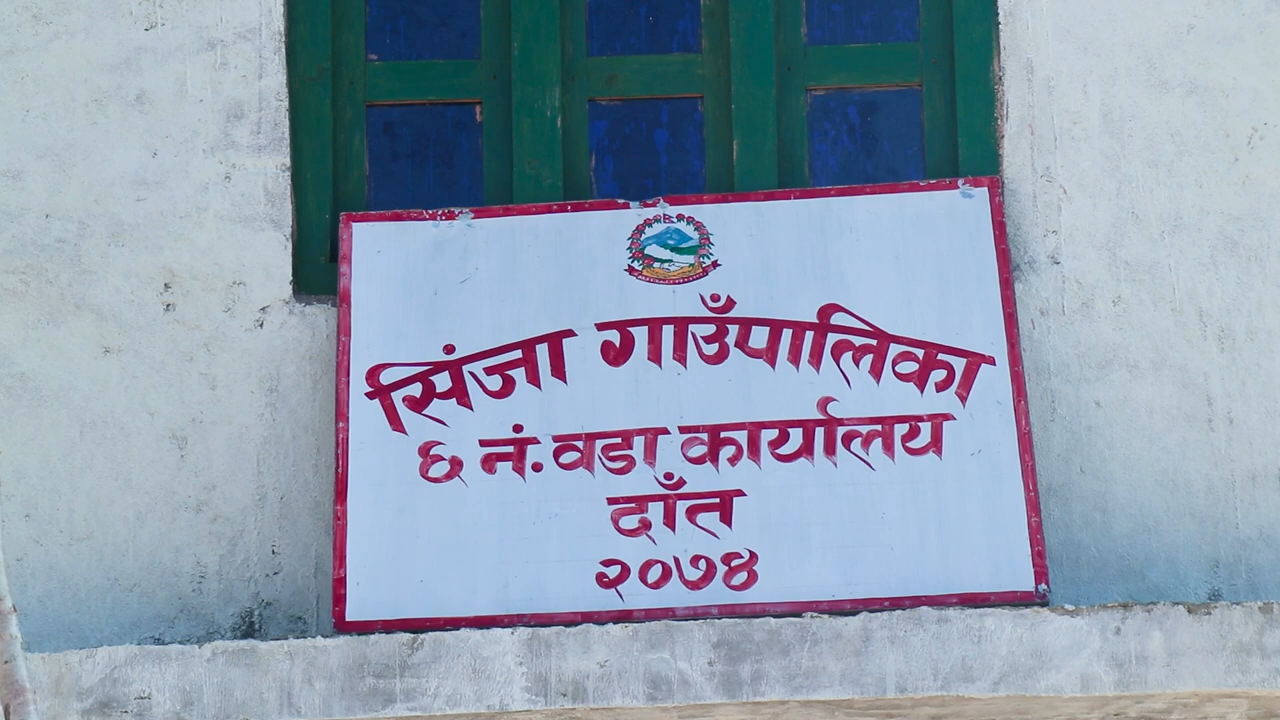 सिंजा गाउँपालिका
६ नं. वडा कार्यालय
दाँत
२०७४